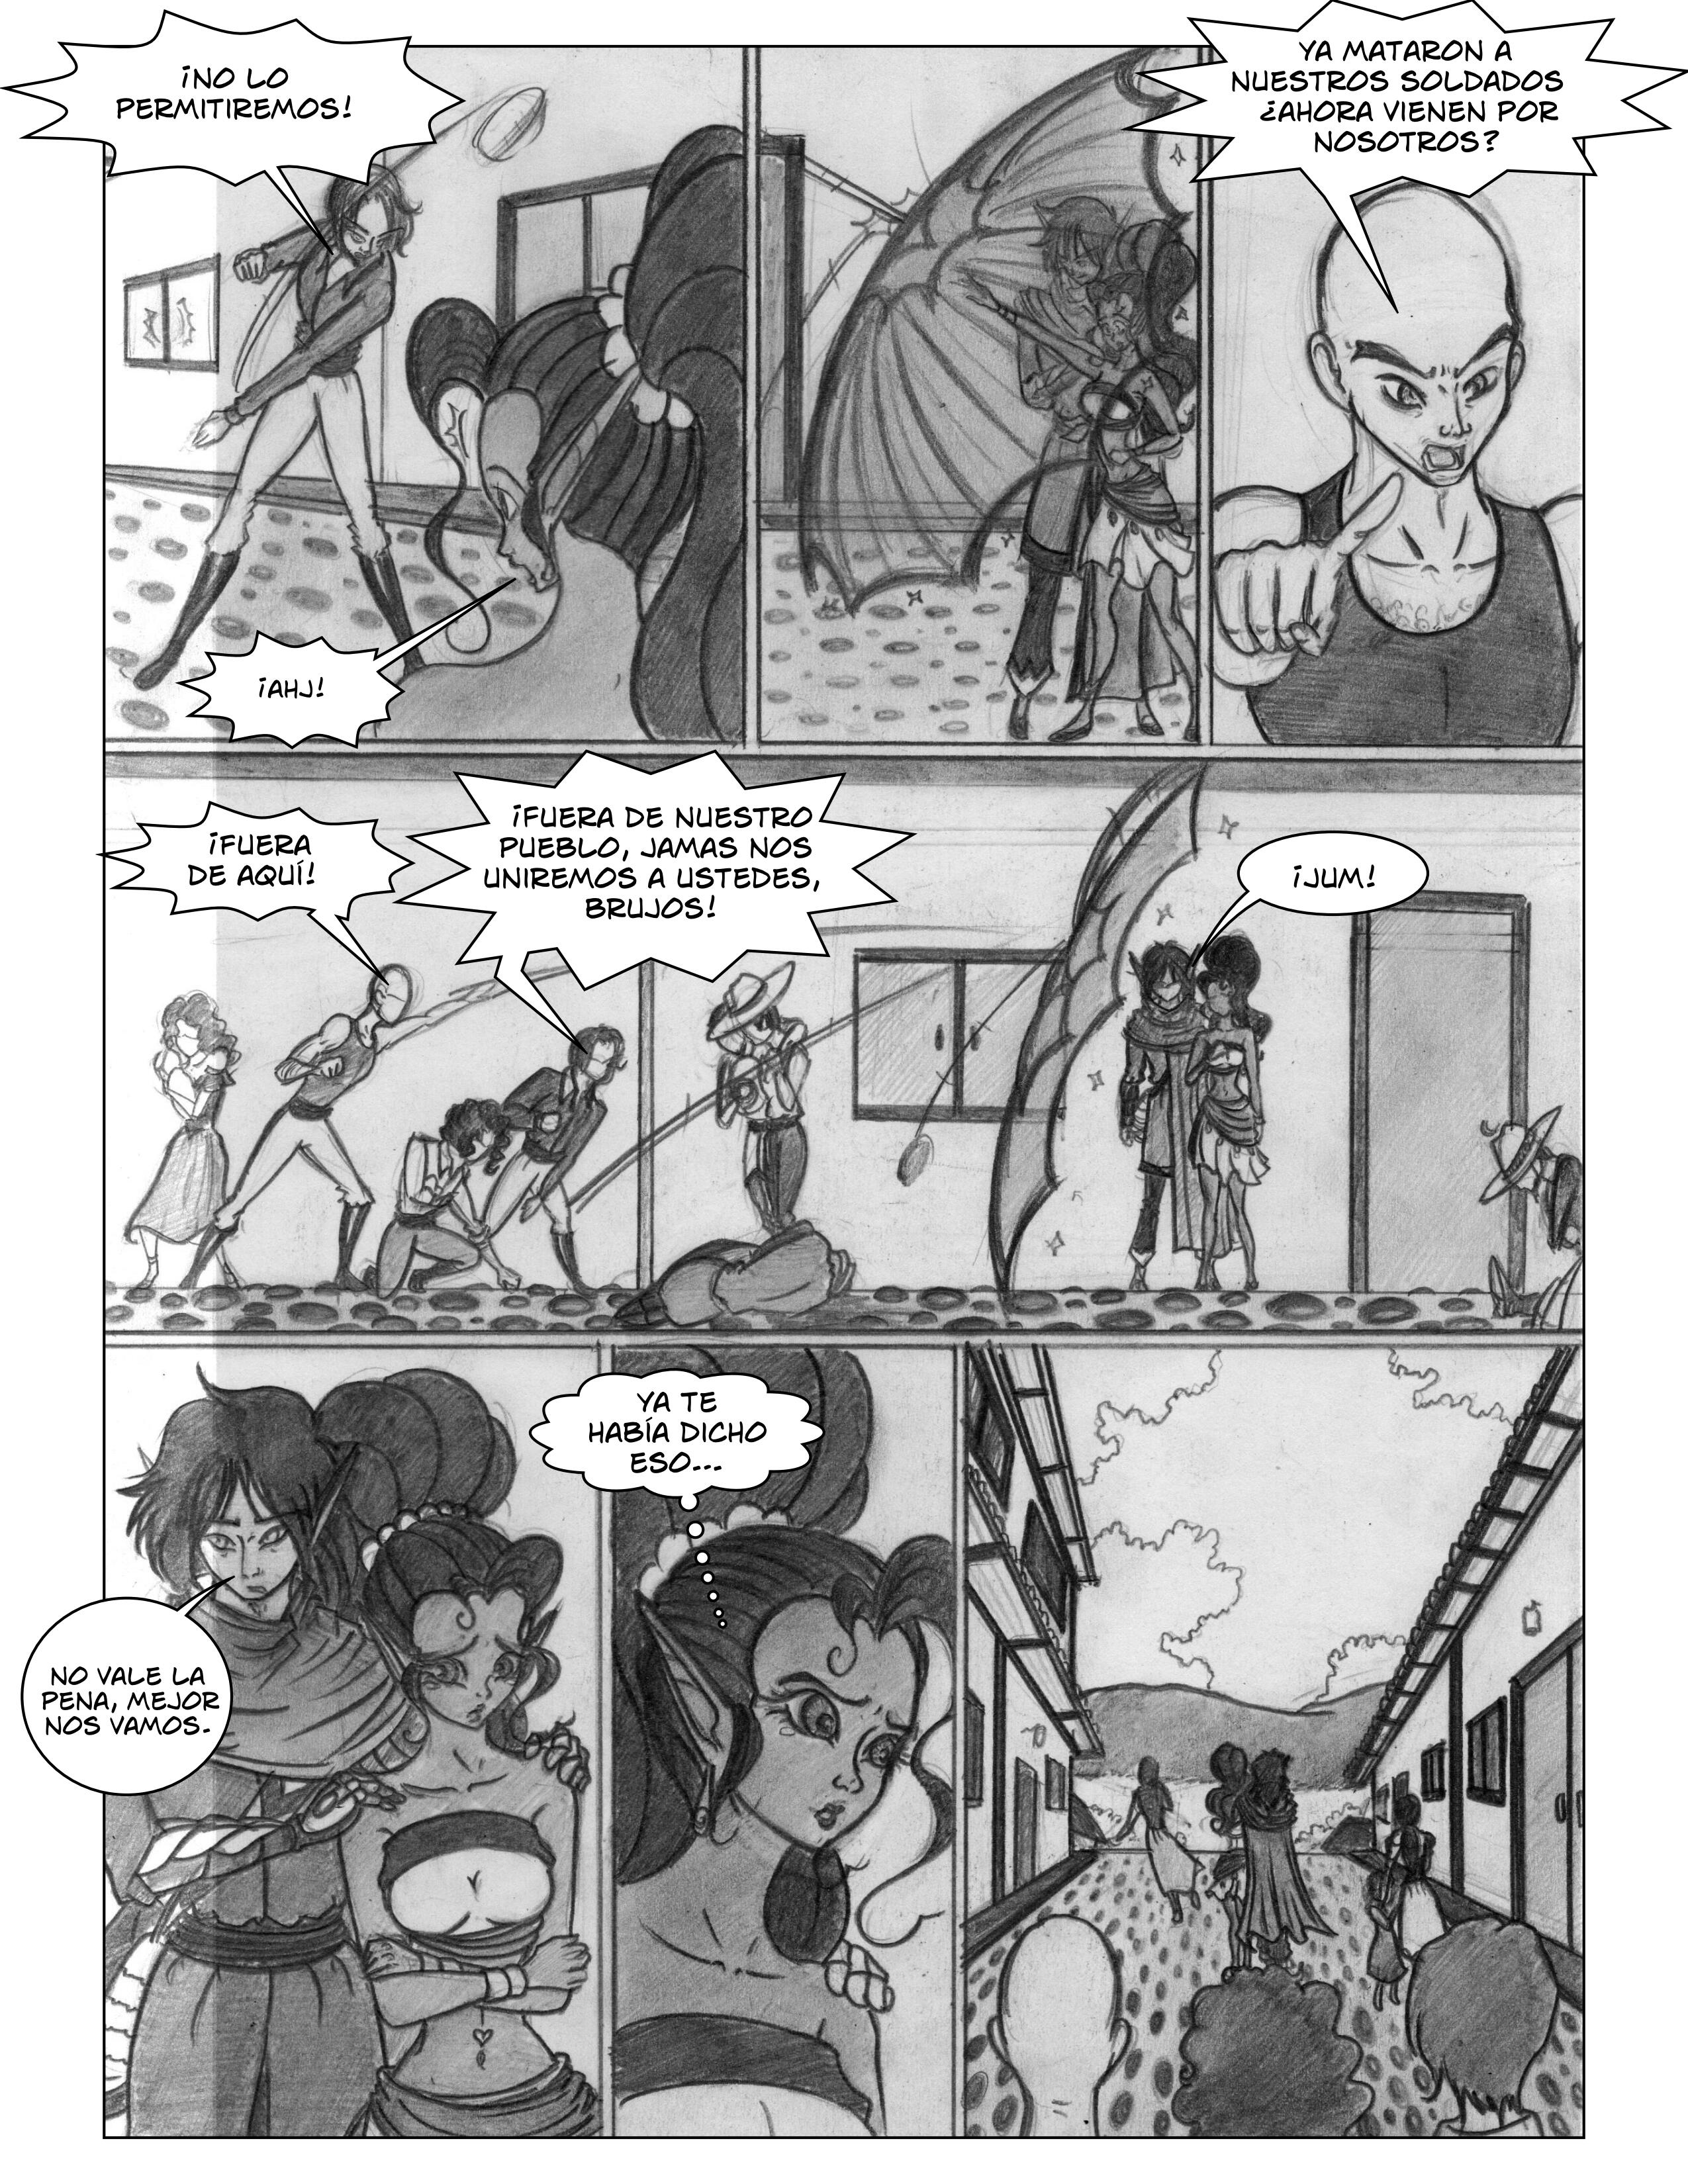 ¡NO LO
PERMITIREMOS!
YA MATARON A
NUESTROS SOLDADOS
¿AHORA VIENEN POR
NOSOTROS?
¡AHJ!
¡FUERA
DE AQUÍ!
¡FUERA DE NUESTRO
PUEBLO, JAMAS NOS
UNIREMOS A USTEDES,
BRUJOS!
¡JUM!
NO VALE LA
PENA, MEJOR
NOS VAMOS.
YA TE
HABÍA DICHO
ESO...